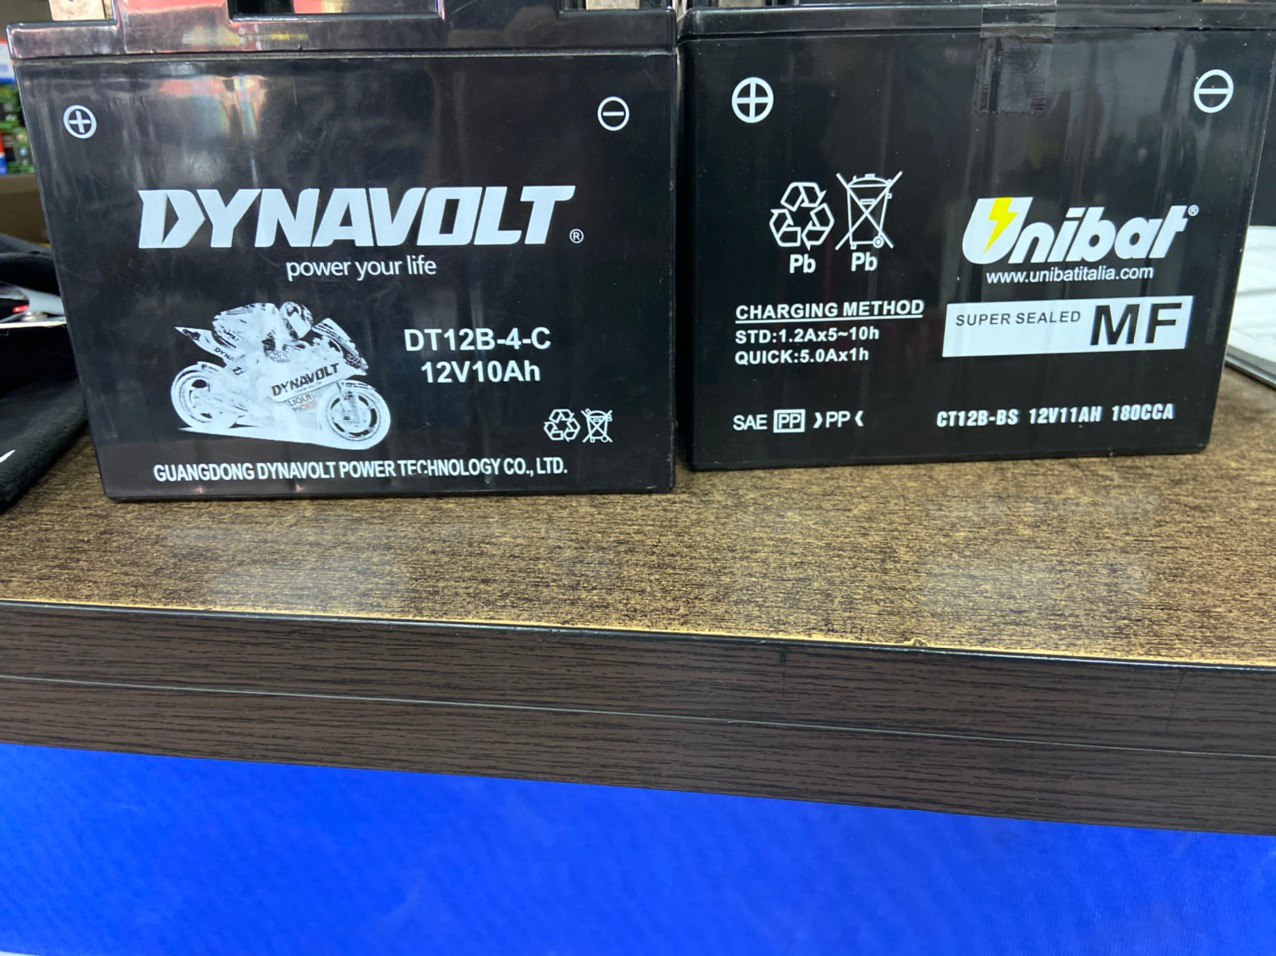 DYNAVOLT®
power your life
DT12B-4-C
12V10Ah
DYNAVOLT
GUANGDONG DYNAVOLT POWER TECHNOLOGY CO., LTD.
Pb
Pb
Unibat®
www.unibatitalia.com
CHARGING METHOD
STD:1.2Ax5~10h
QUICK:5.0Ax1h
SUPER SEALED MF
SAE PP >PP<
CT12B-BS 12V11AH 180CCA